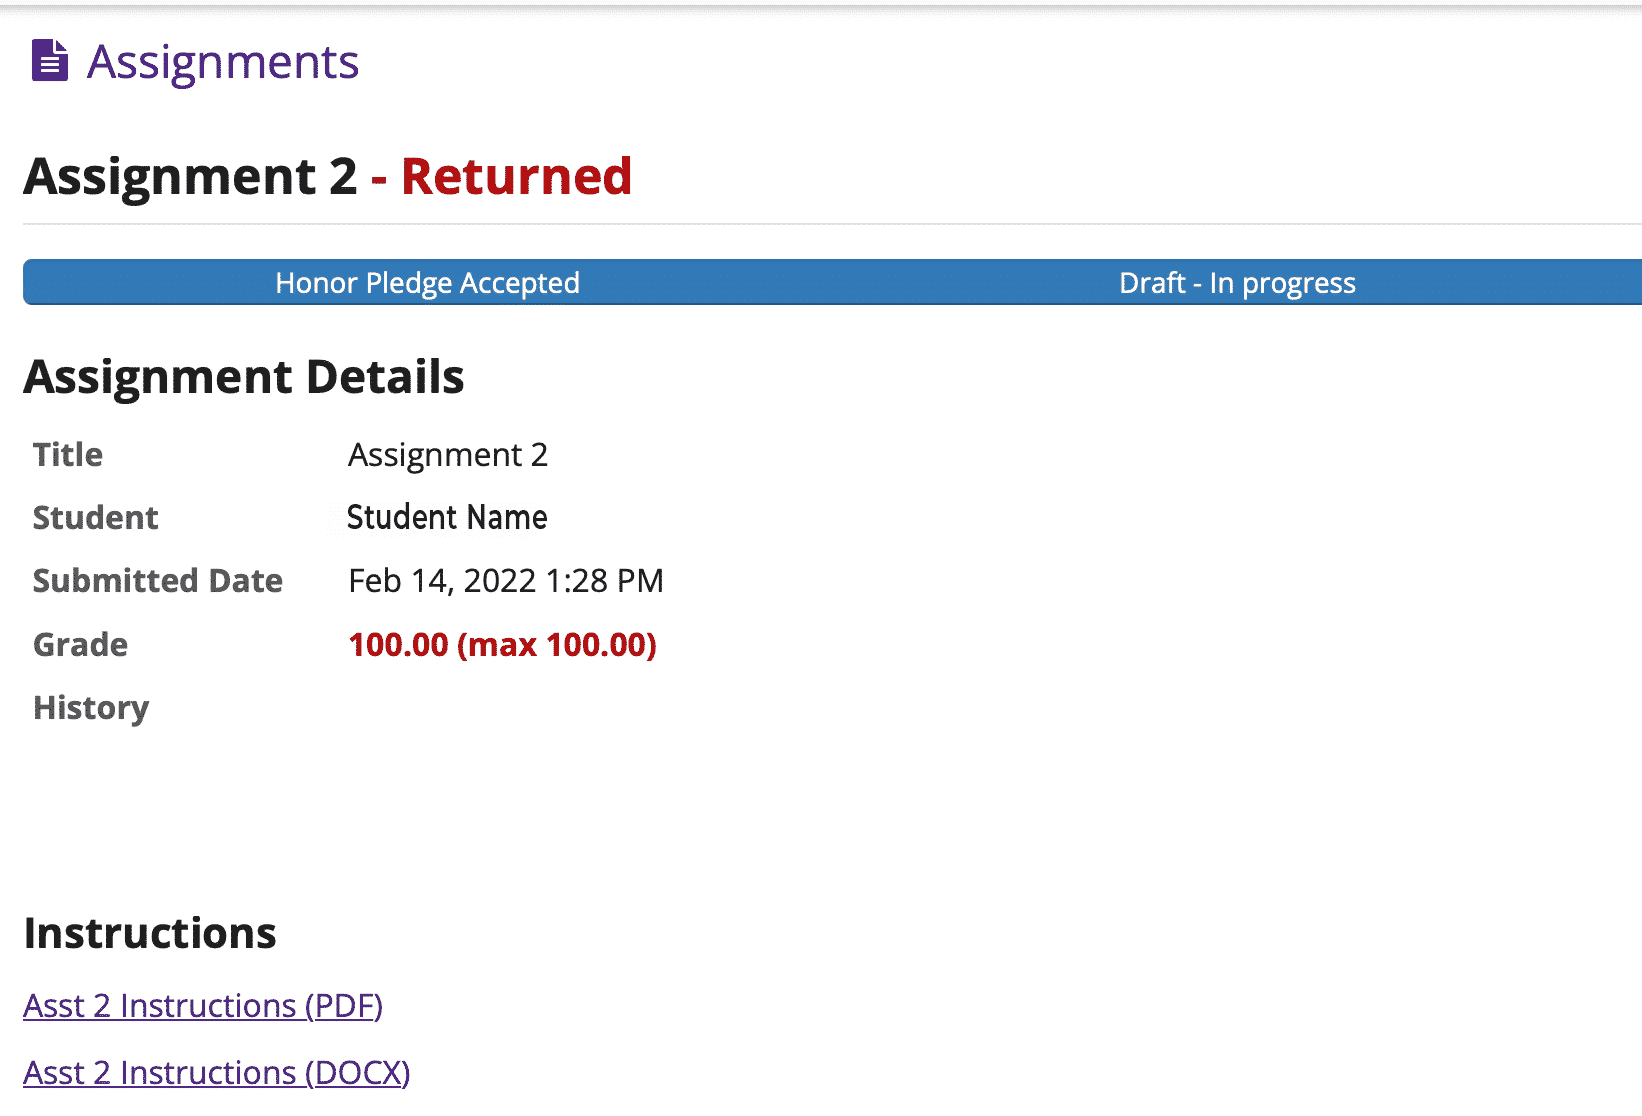 Assignments
Assignment 2 - Returned
Honor Pledge Accepted Draft - In progress
Assignment Details
Title Assignment 2
Student Student Name
Submitted Date Feb 14, 2022 1:28 PM
Grade 100.00 (max 100.00)
History
Instructions
Asst 2 Instructions (PDF)
Asst 2 Instructions (DOCX)